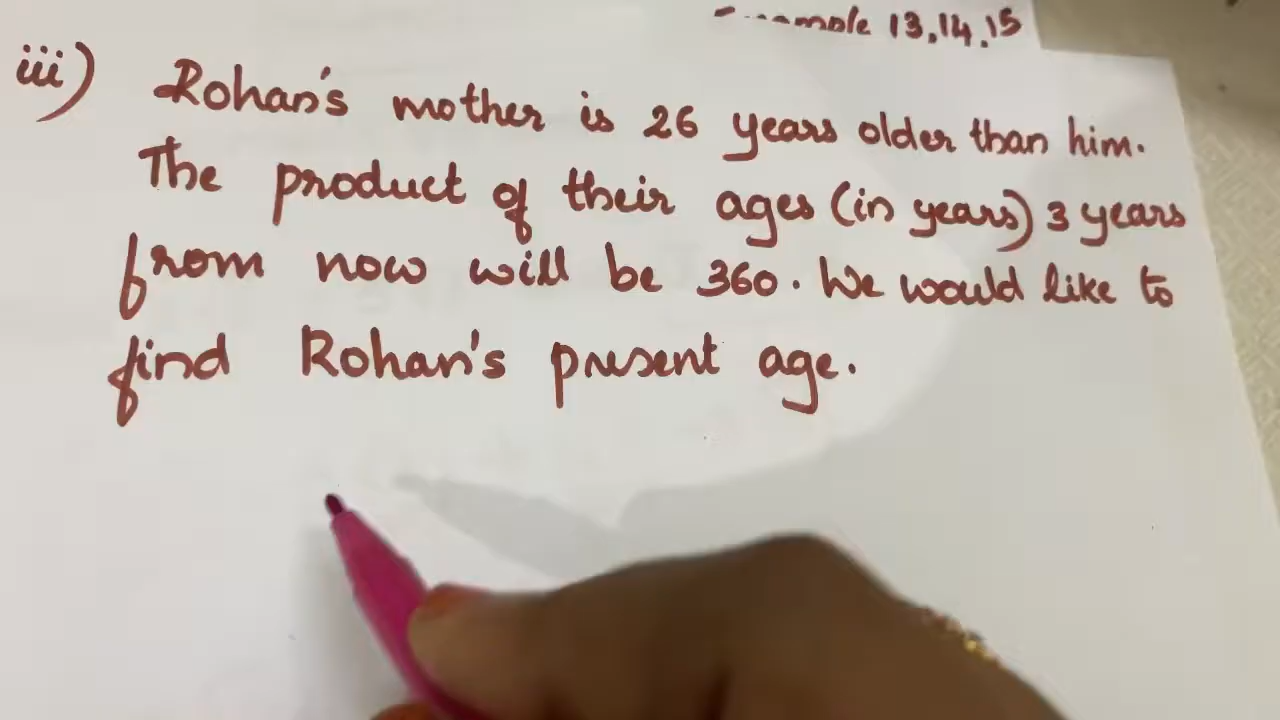 13,14,15
iii) Rohan's mother is 26 years older than him.
The product of their ages (in years) 3 years
from now will be 360. We would like to
find Rohan's present age.